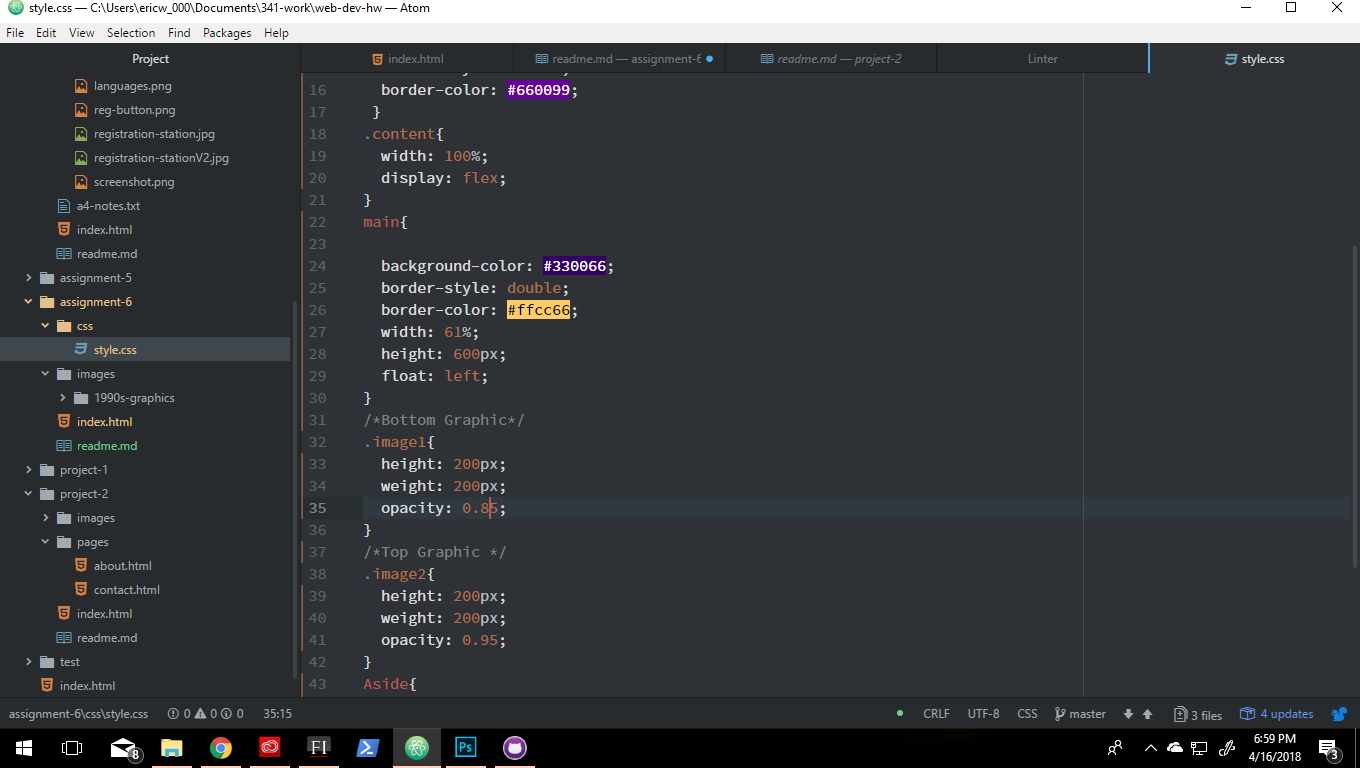 style.css — C:\Users\ericw_000\Documents\341-work\web-dev-hw — Atom
File Edit View Selection Find Packages Help
Project
languages.png
reg-button.png
registration-station.jpg
registration-stationV2.jpg
screenshot.png
a4-notes.txt
index.html
readme.md
assignment-5
assignment-6
css
style.css
images
1990s-graphics
index.html
readme.md
project-1
project-2
images
pages
about.html
contact.html
index.html
readme.md
test
index.html
index.html readme.md — assignment-6 readme.md — project-2 Linter style.css
16 border-color: #660099;
17 }
18 .content{
19 width: 100%;
20 display: flex;
21 }
22 main{
23
24 background-color: #330066;
25 border-style: double;
26 border-color: #ffcc66;
27 width: 61%;
28 height: 600px;
29 float: left;
30 }
31 /*Bottom Graphic*/
32 .image1{
33 height: 200px;
34 weight: 200px;
35 opacity: 0.85;
36 }
37 /*Top Graphic */
38 .image2{
39 height: 200px;
40 weight: 200px;
41 opacity: 0.95;
42 }
43 Aside{
assignment-6\css\style.css 0 0 0 35:15 CRLF UTF-8 CSS master 3 files 4 updates
8 FI Ps 6:59 PM
4/16/2018 3